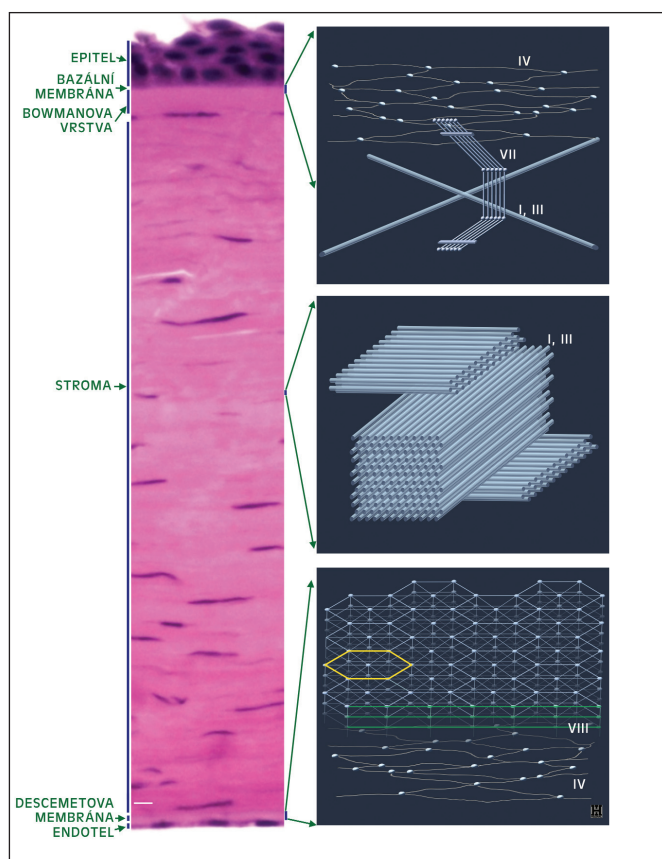 EPITEL
BAZÁLNÍ
MEMBRÁNA
BOWMANOVA
VRSTVA
STROMA
DESCEMETOVA
MEMBRÁNA
ENDOTEL
IV
VII
I, III
I, III
VIII
IV
H